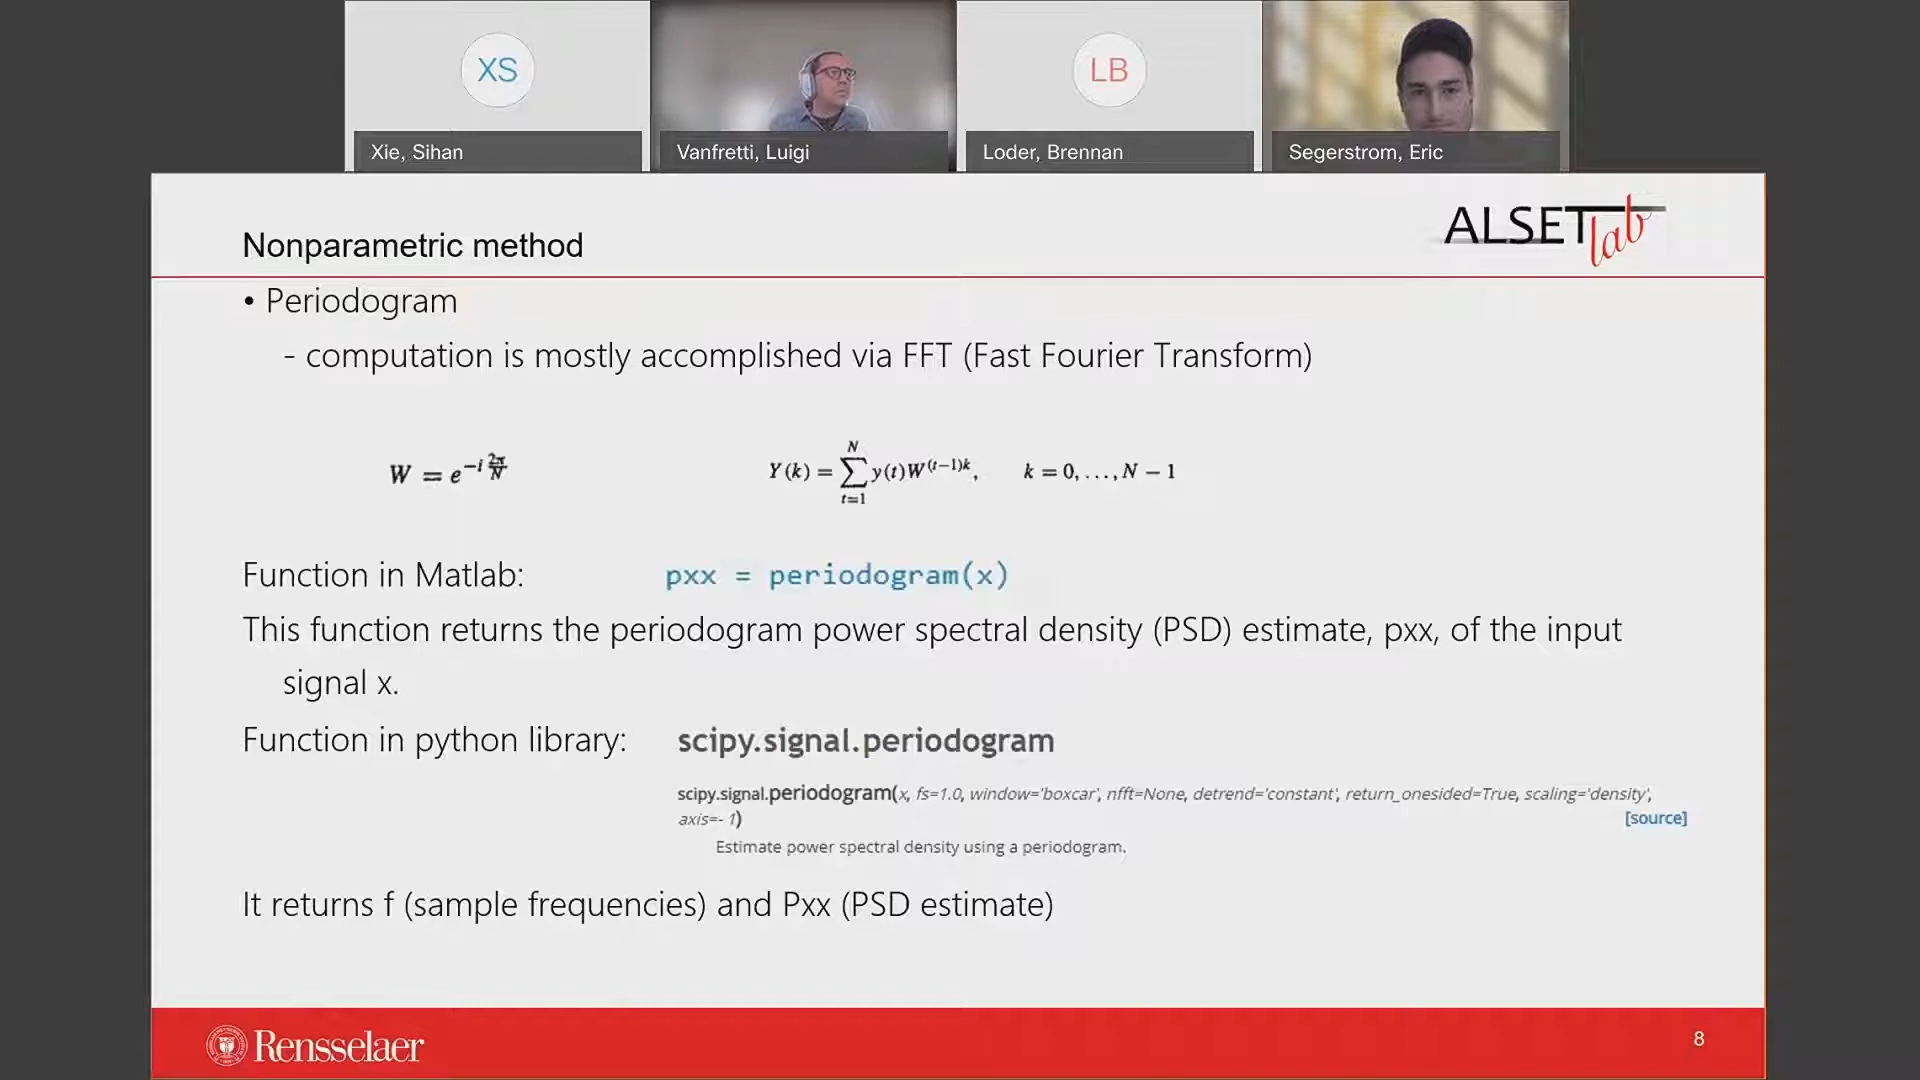 XS
LB
Xie, Sihan
Vanfretti, Luigi
Loder, Brennan
Segerstrom, Eric
ALSETlab
Nonparametric method
• Periodogram
- computation is mostly accomplished via FFT (Fast Fourier Transform)
W = e^{-i 2π/N}
Y(k) = ∑_{t=1}^{N} y(t)W^{(t-1)k}, k = 0, . . . , N − 1
Function in Matlab: pxx = periodogram(x)
This function returns the periodogram power spectral density (PSD) estimate, pxx, of the input
signal x.
Function in python library: scipy.signal.periodogram
scipy.signal.periodogram(x, fs=1.0, window='boxcar', nfft=None, detrend='constant', return_onesided=True, scaling='density',
axis=- 1) [source]
Estimate power spectral density using a periodogram.
It returns f (sample frequencies) and Pxx (PSD estimate)
Rensselaer
8